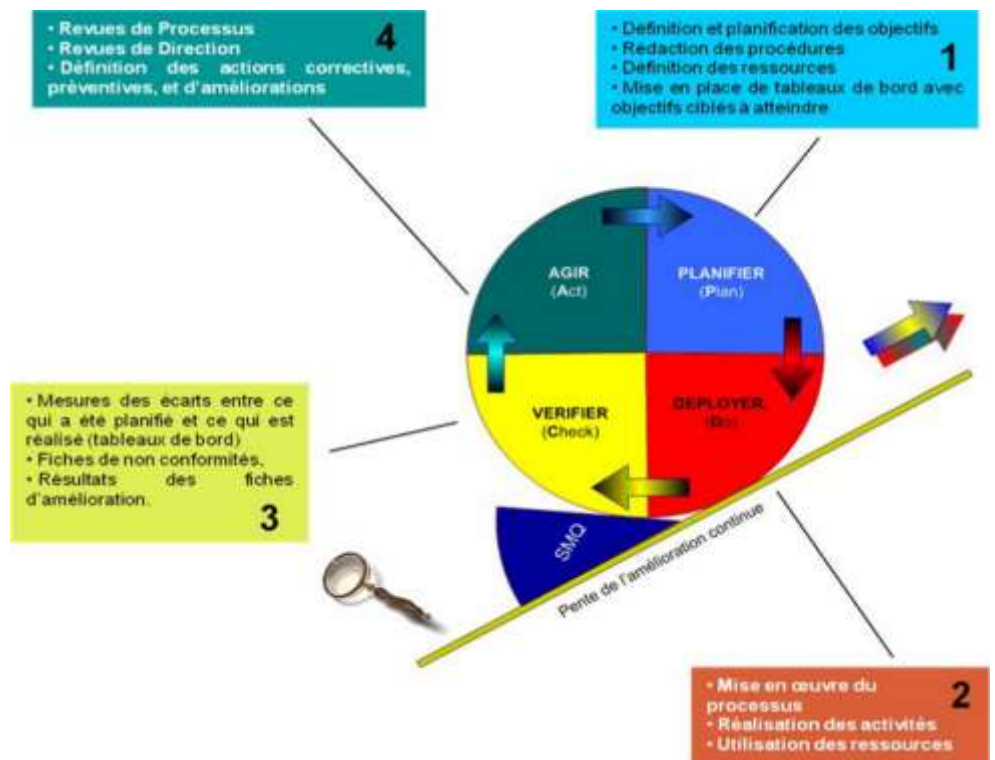 • Revues de Processus
• Revues de Direction
• Définition des actions correctives,
préventives, et d'améliorations
4
• Définition et planification des objectifs
• Rédaction des procédures
• Définition des ressources
• Mise en place de tableaux de bord avec
objectifs ciblés à atteindre
1
AGIR
(Act)
PLANIFIER
(Plan)
VERIFIER
(Check)
DEPLOYER
(Do)
• Mesures des écarts entre ce
qui a été planifié et ce qui est
réalisé (tableaux de bord)
• Fiches de non conformités,
• Résultats des fiches
d'amélioration.
3
SMQ
Pente de l'amélioration continue
• Mise en œuvre du
processus
• Réalisation des activités
• Utilisation des ressources
2